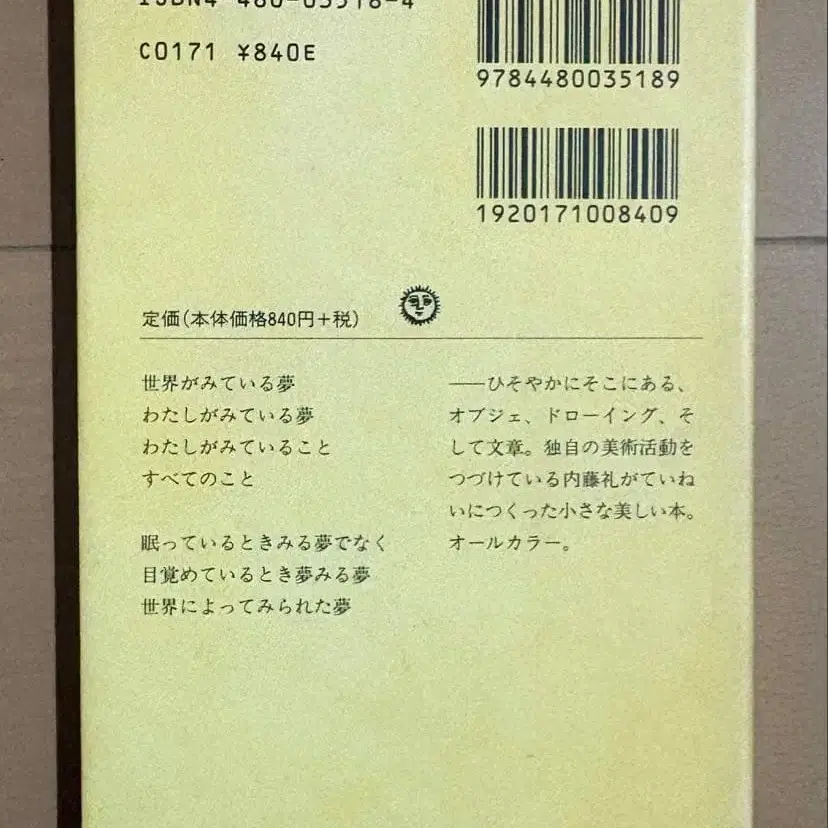 ISBN4-480-03518-4
C0171 ¥840E
9784480035189
1920171008409
定価(本体価格840円+税)
世界がみている夢
わたしがみている夢
わたしがみていること
すべてのこと
眠っているときみる夢でなく
目覚めているとき夢みる夢
世界によってみられた夢
――ひそやかにそこにある、
オブジェ、ドローイング、そ
して文章。独自の美術活動を
つづけている内藤礼がていね
いにつくった小さな美しい本。
オールカラー。